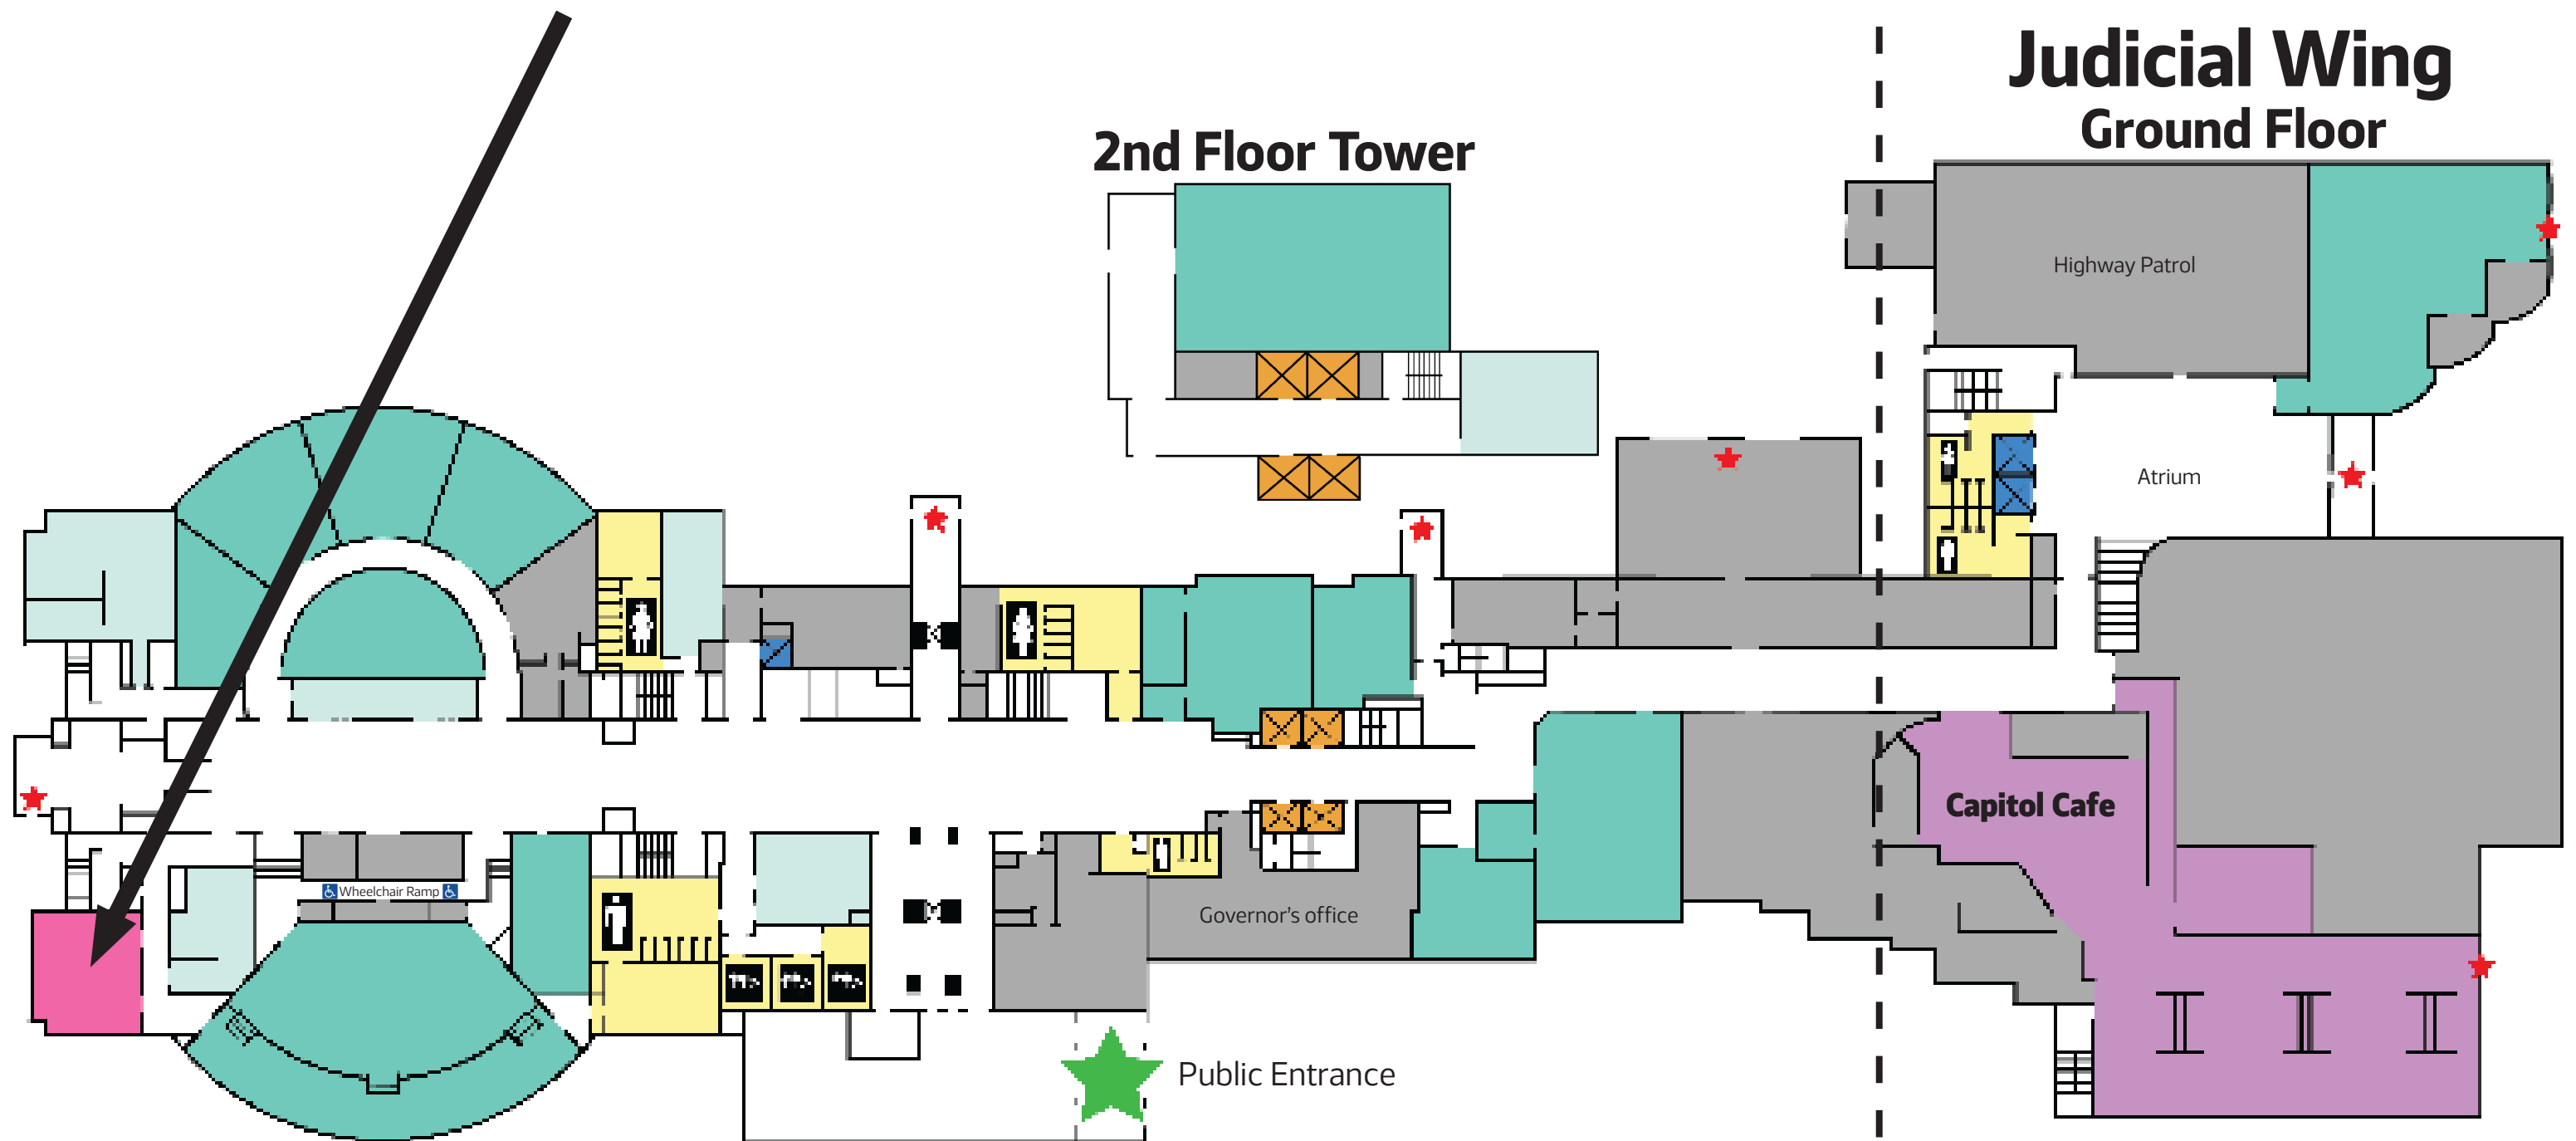 Judicial Wing
Ground Floor
2nd Floor Tower
Highway Patrol
Atrium
Capitol Cafe
Wheelchair Ramp
Governor's office
Public Entrance